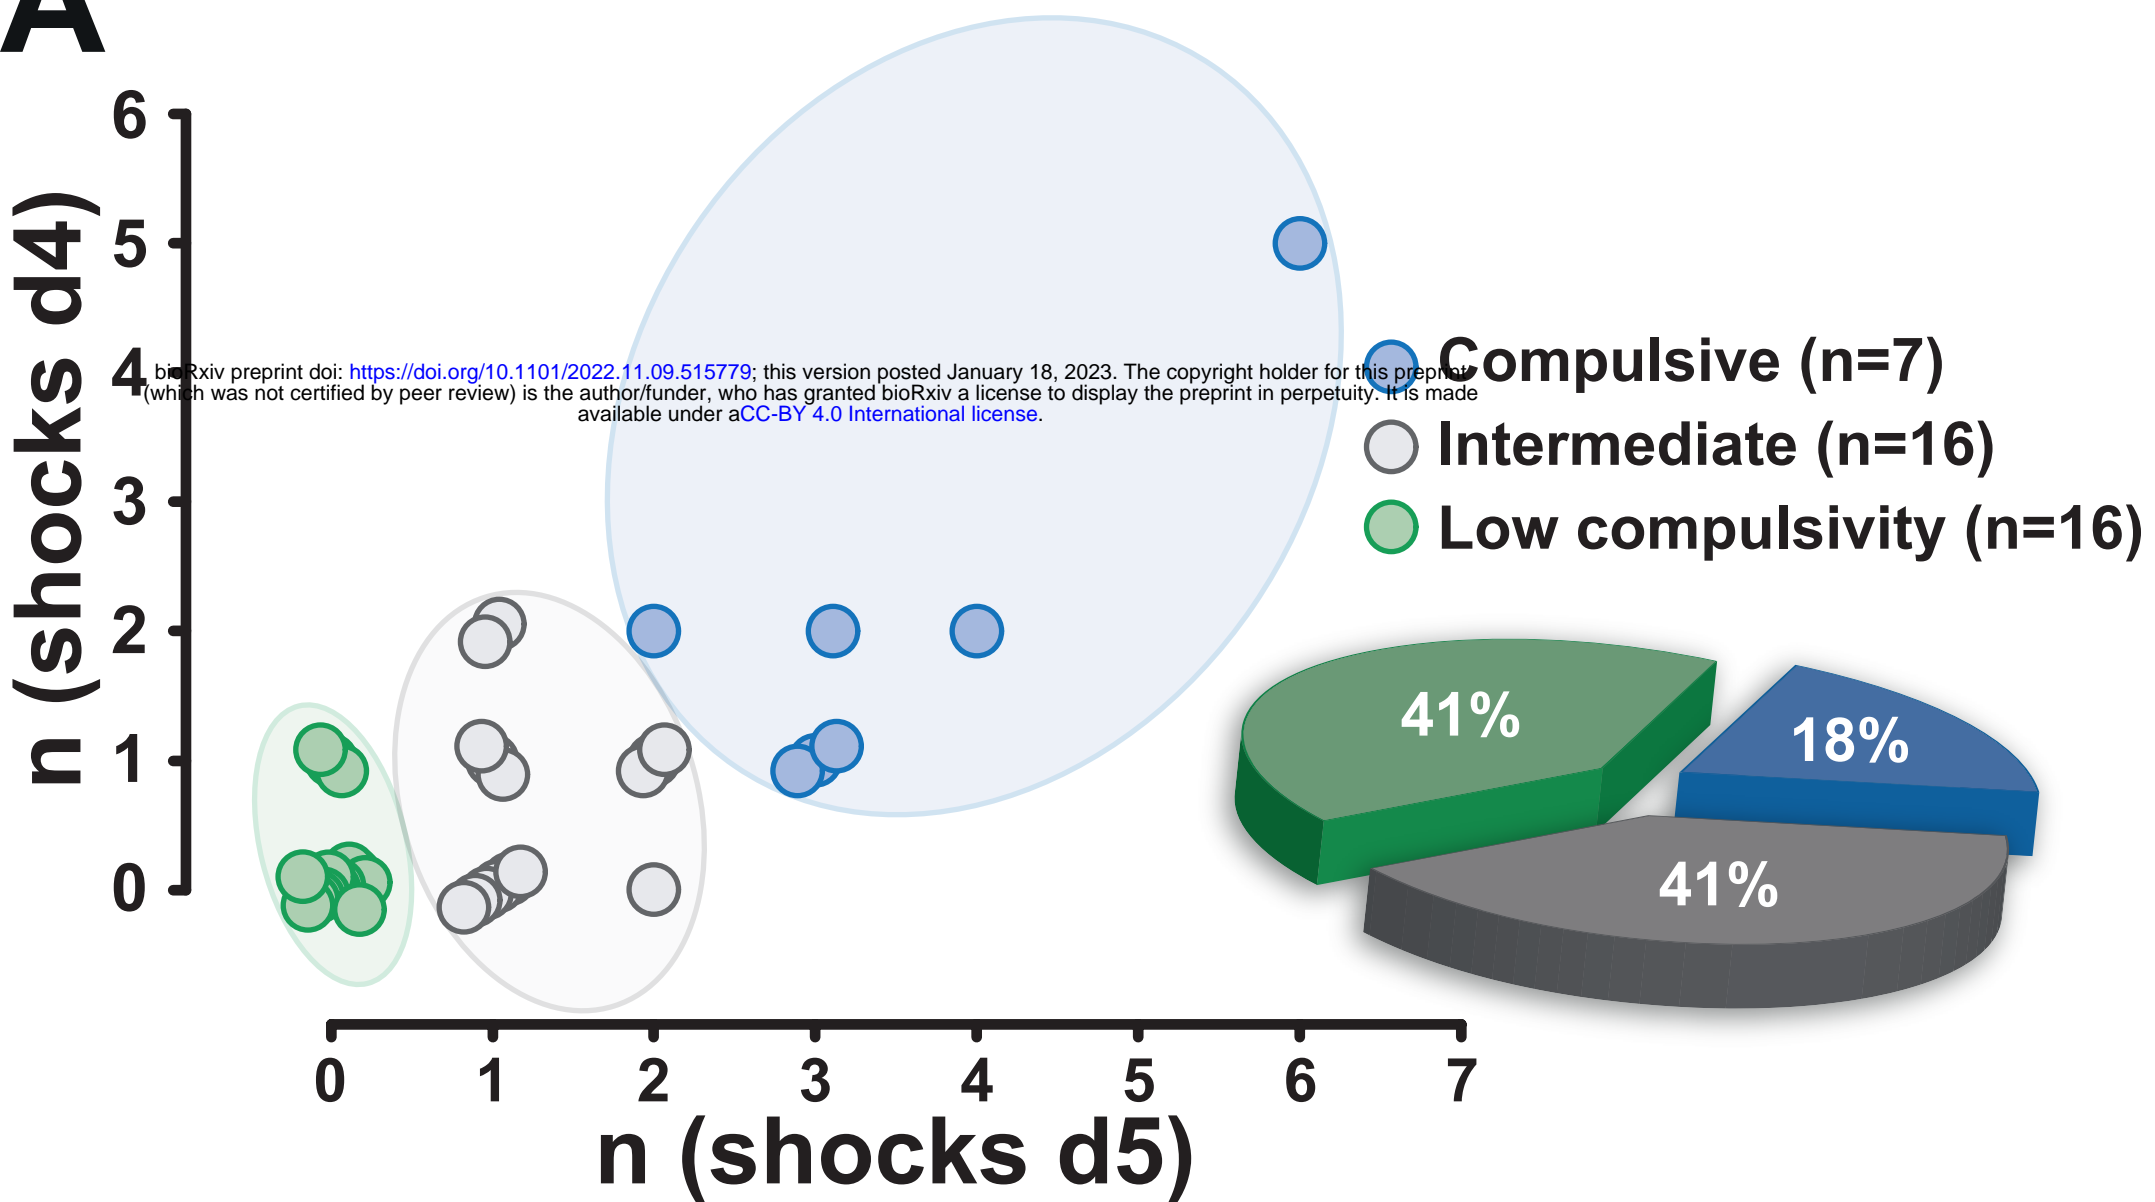 A
6
5
4
3
2
1
0
n (shocks d4)
bioRxiv preprint doi: https://doi.org/10.1101/2022.11.09.515779; this version posted January 18, 2023. The copyright holder for this preprint
(which was not certified by peer review) is the author/funder, who has granted bioRxiv a license to display the preprint in perpetuity. It is made
available under aCC-BY 4.0 International license.
Compulsive (n=7)
Intermediate (n=16)
Low compulsivity (n=16)
41%
18%
41%
0 1 2 3 4 5 6 7
n (shocks d5)